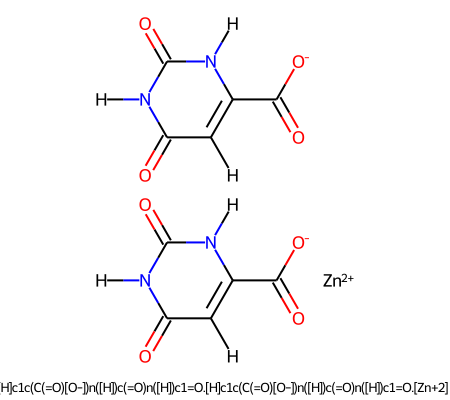 O H
N O⁻
H N
O
O H
O H
N O⁻
H N Zn²⁺
O
O H
[H]c1c(C(=O)[O-])n([H])c(=O)n([H])c1=O.[H]c1c(C(=O)[O-])n([H])c(=O)n([H])c1=O.[Zn+2]